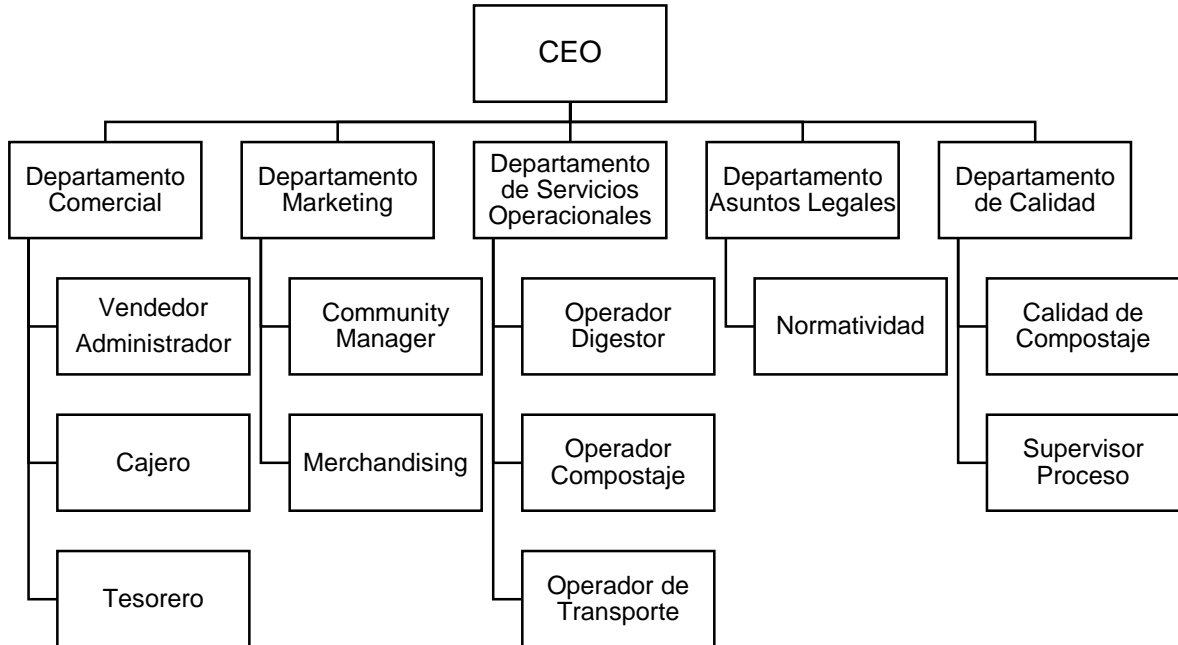 CEO
Departamento
Comercial
Departamento
Marketing
Departamento
de Servicios
Operacionales
Departamento
Asuntos Legales
Departamento
de Calidad
Vendedor
Administrador
Community
Manager
Operador
Digestor
Normatividad
Calidad de
Compostaje
Cajero
Merchandising
Operador
Compostaje
Supervisor
Proceso
Tesorero
Operador de
Transporte